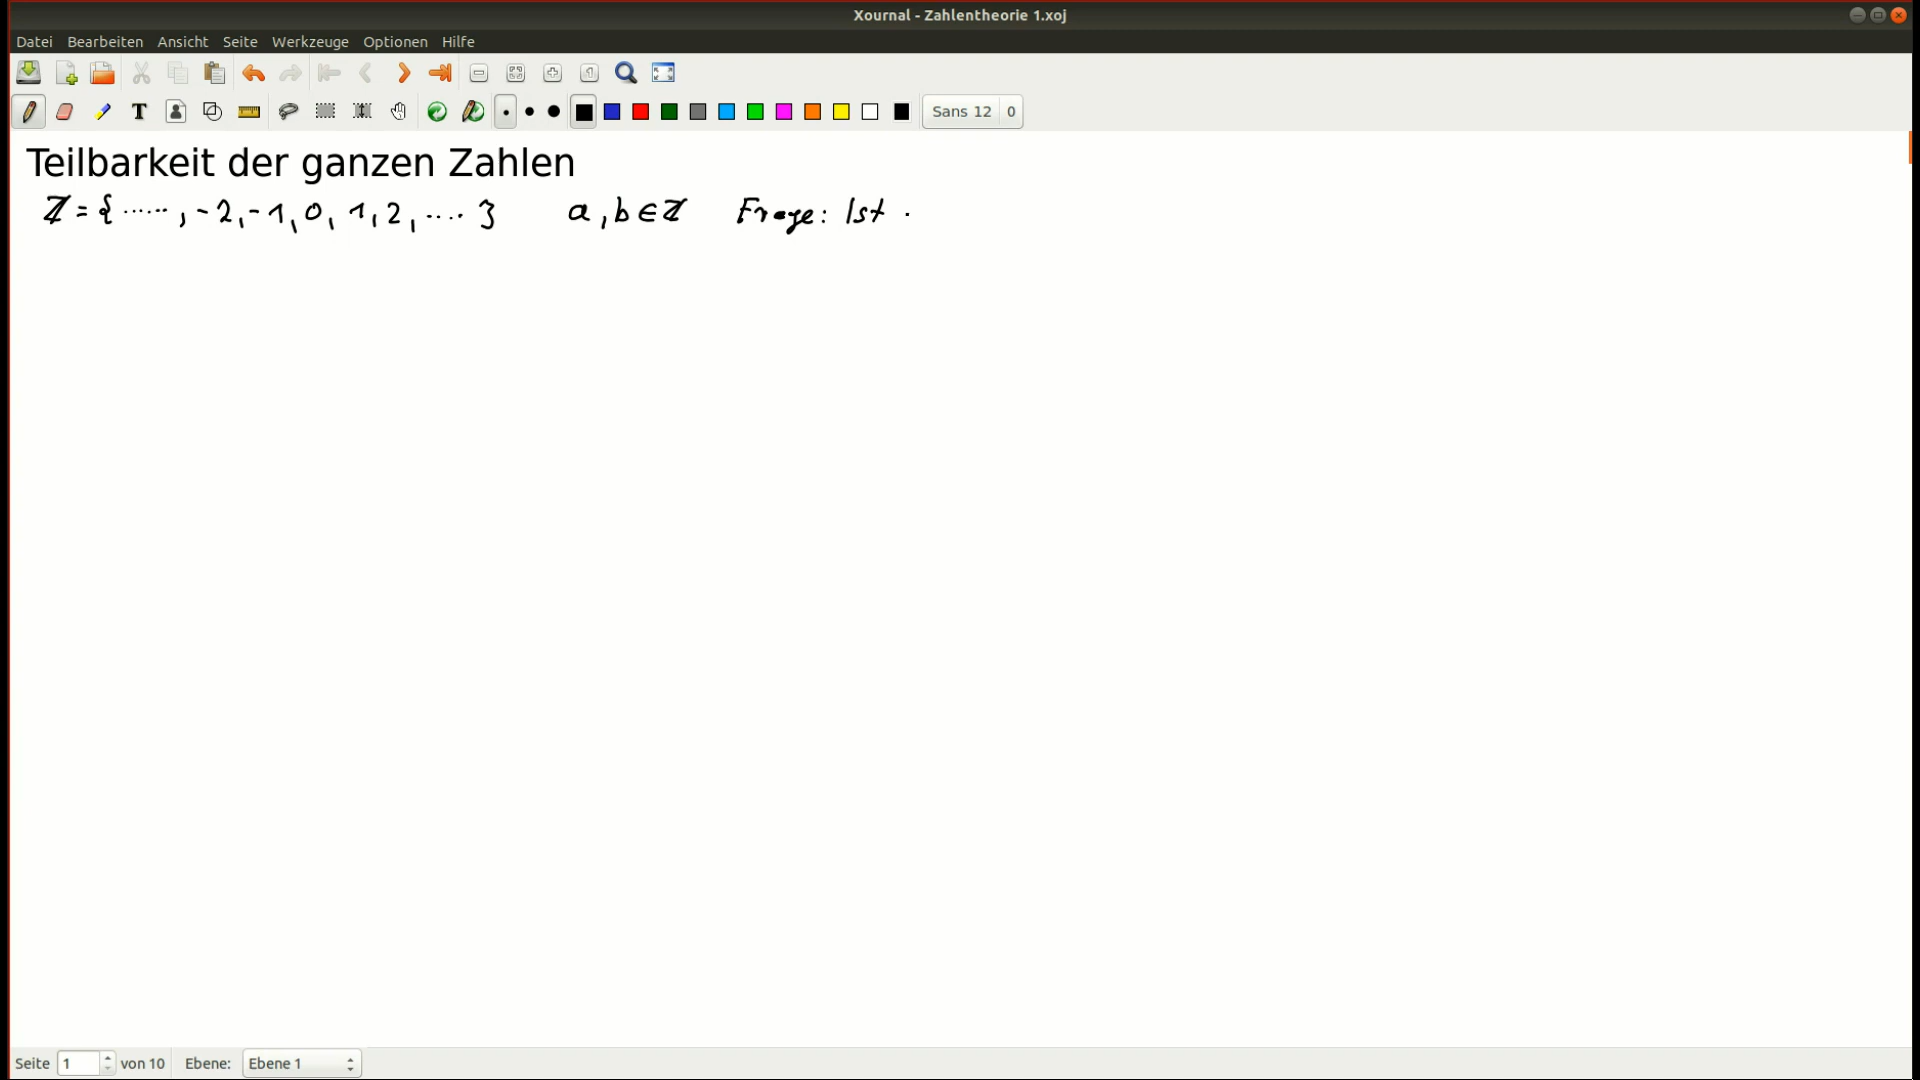 Xournal - Zahlentheorie 1.xoj
Datei Bearbeiten Ansicht Seite Werkzeuge Optionen Hilfe
Sans 12 0
Teilbarkeit der ganzen Zahlen
ℤ = { ......, -2, -1, 0, 1, 2, .... } a, b ∈ ℤ Frage: Ist .
Seite 1 von 10 Ebene: Ebene 1